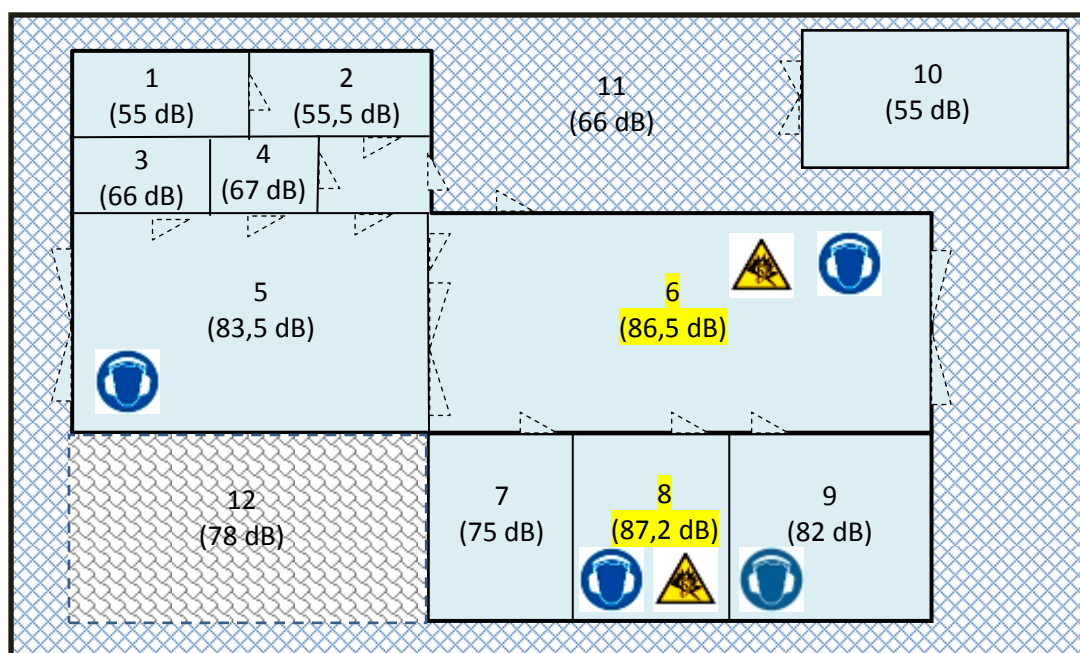 1
(55 dB)
2
(55,5 dB)
11
(66 dB)
10
(55 dB)
3
(66 dB)
4
(67 dB)
5
(83,5 dB)
6
(86,5 dB)
12
(78 dB)
7
(75 dB)
8
(87,2 dB)
9
(82 dB)